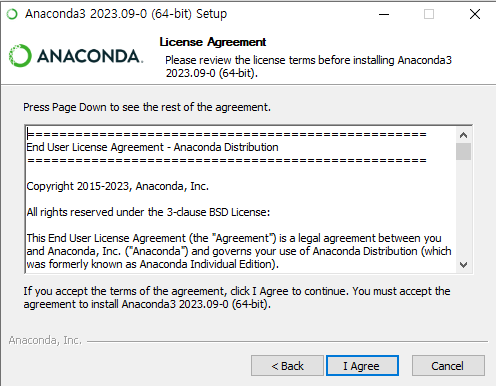 Anaconda3 2023.09-0 (64-bit) Setup
License Agreement
Please review the license terms before installing Anaconda3
2023.09-0 (64-bit).
ANACONDA.
Press Page Down to see the rest of the agreement.
====================================================
End User License Agreement - Anaconda Distribution
====================================================
Copyright 2015-2023, Anaconda, Inc.
All rights reserved under the 3-clause BSD License:
This End User License Agreement (the "Agreement") is a legal agreement between you
and Anaconda, Inc. ("Anaconda") and governs your use of Anaconda Distribution (which
was formerly known as Anaconda Individual Edition).
If you accept the terms of the agreement, click I Agree to continue. You must accept the
agreement to install Anaconda3 2023.09-0 (64-bit).
Anaconda, Inc.
< Back
I Agree
Cancel